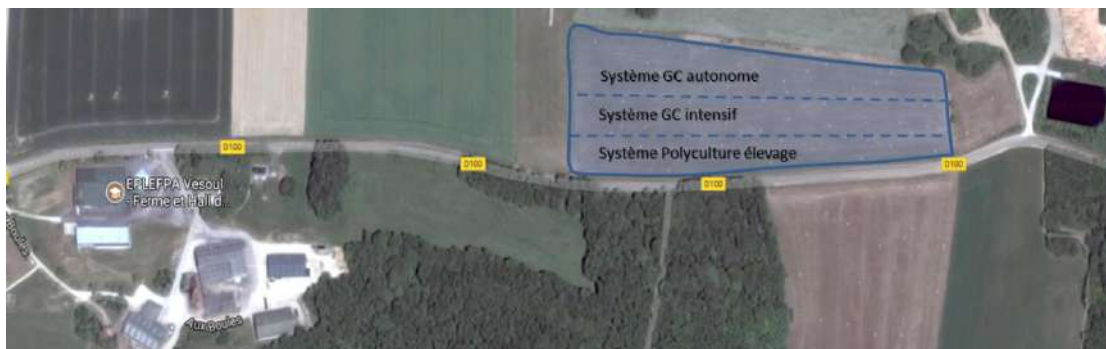 Système GC autonome
Système GC intensif
Système Polyculture élevage
D100
D100
D100
D100
EPLEFPA Vesoul
- Ferme et Hall d...
Aux Boules